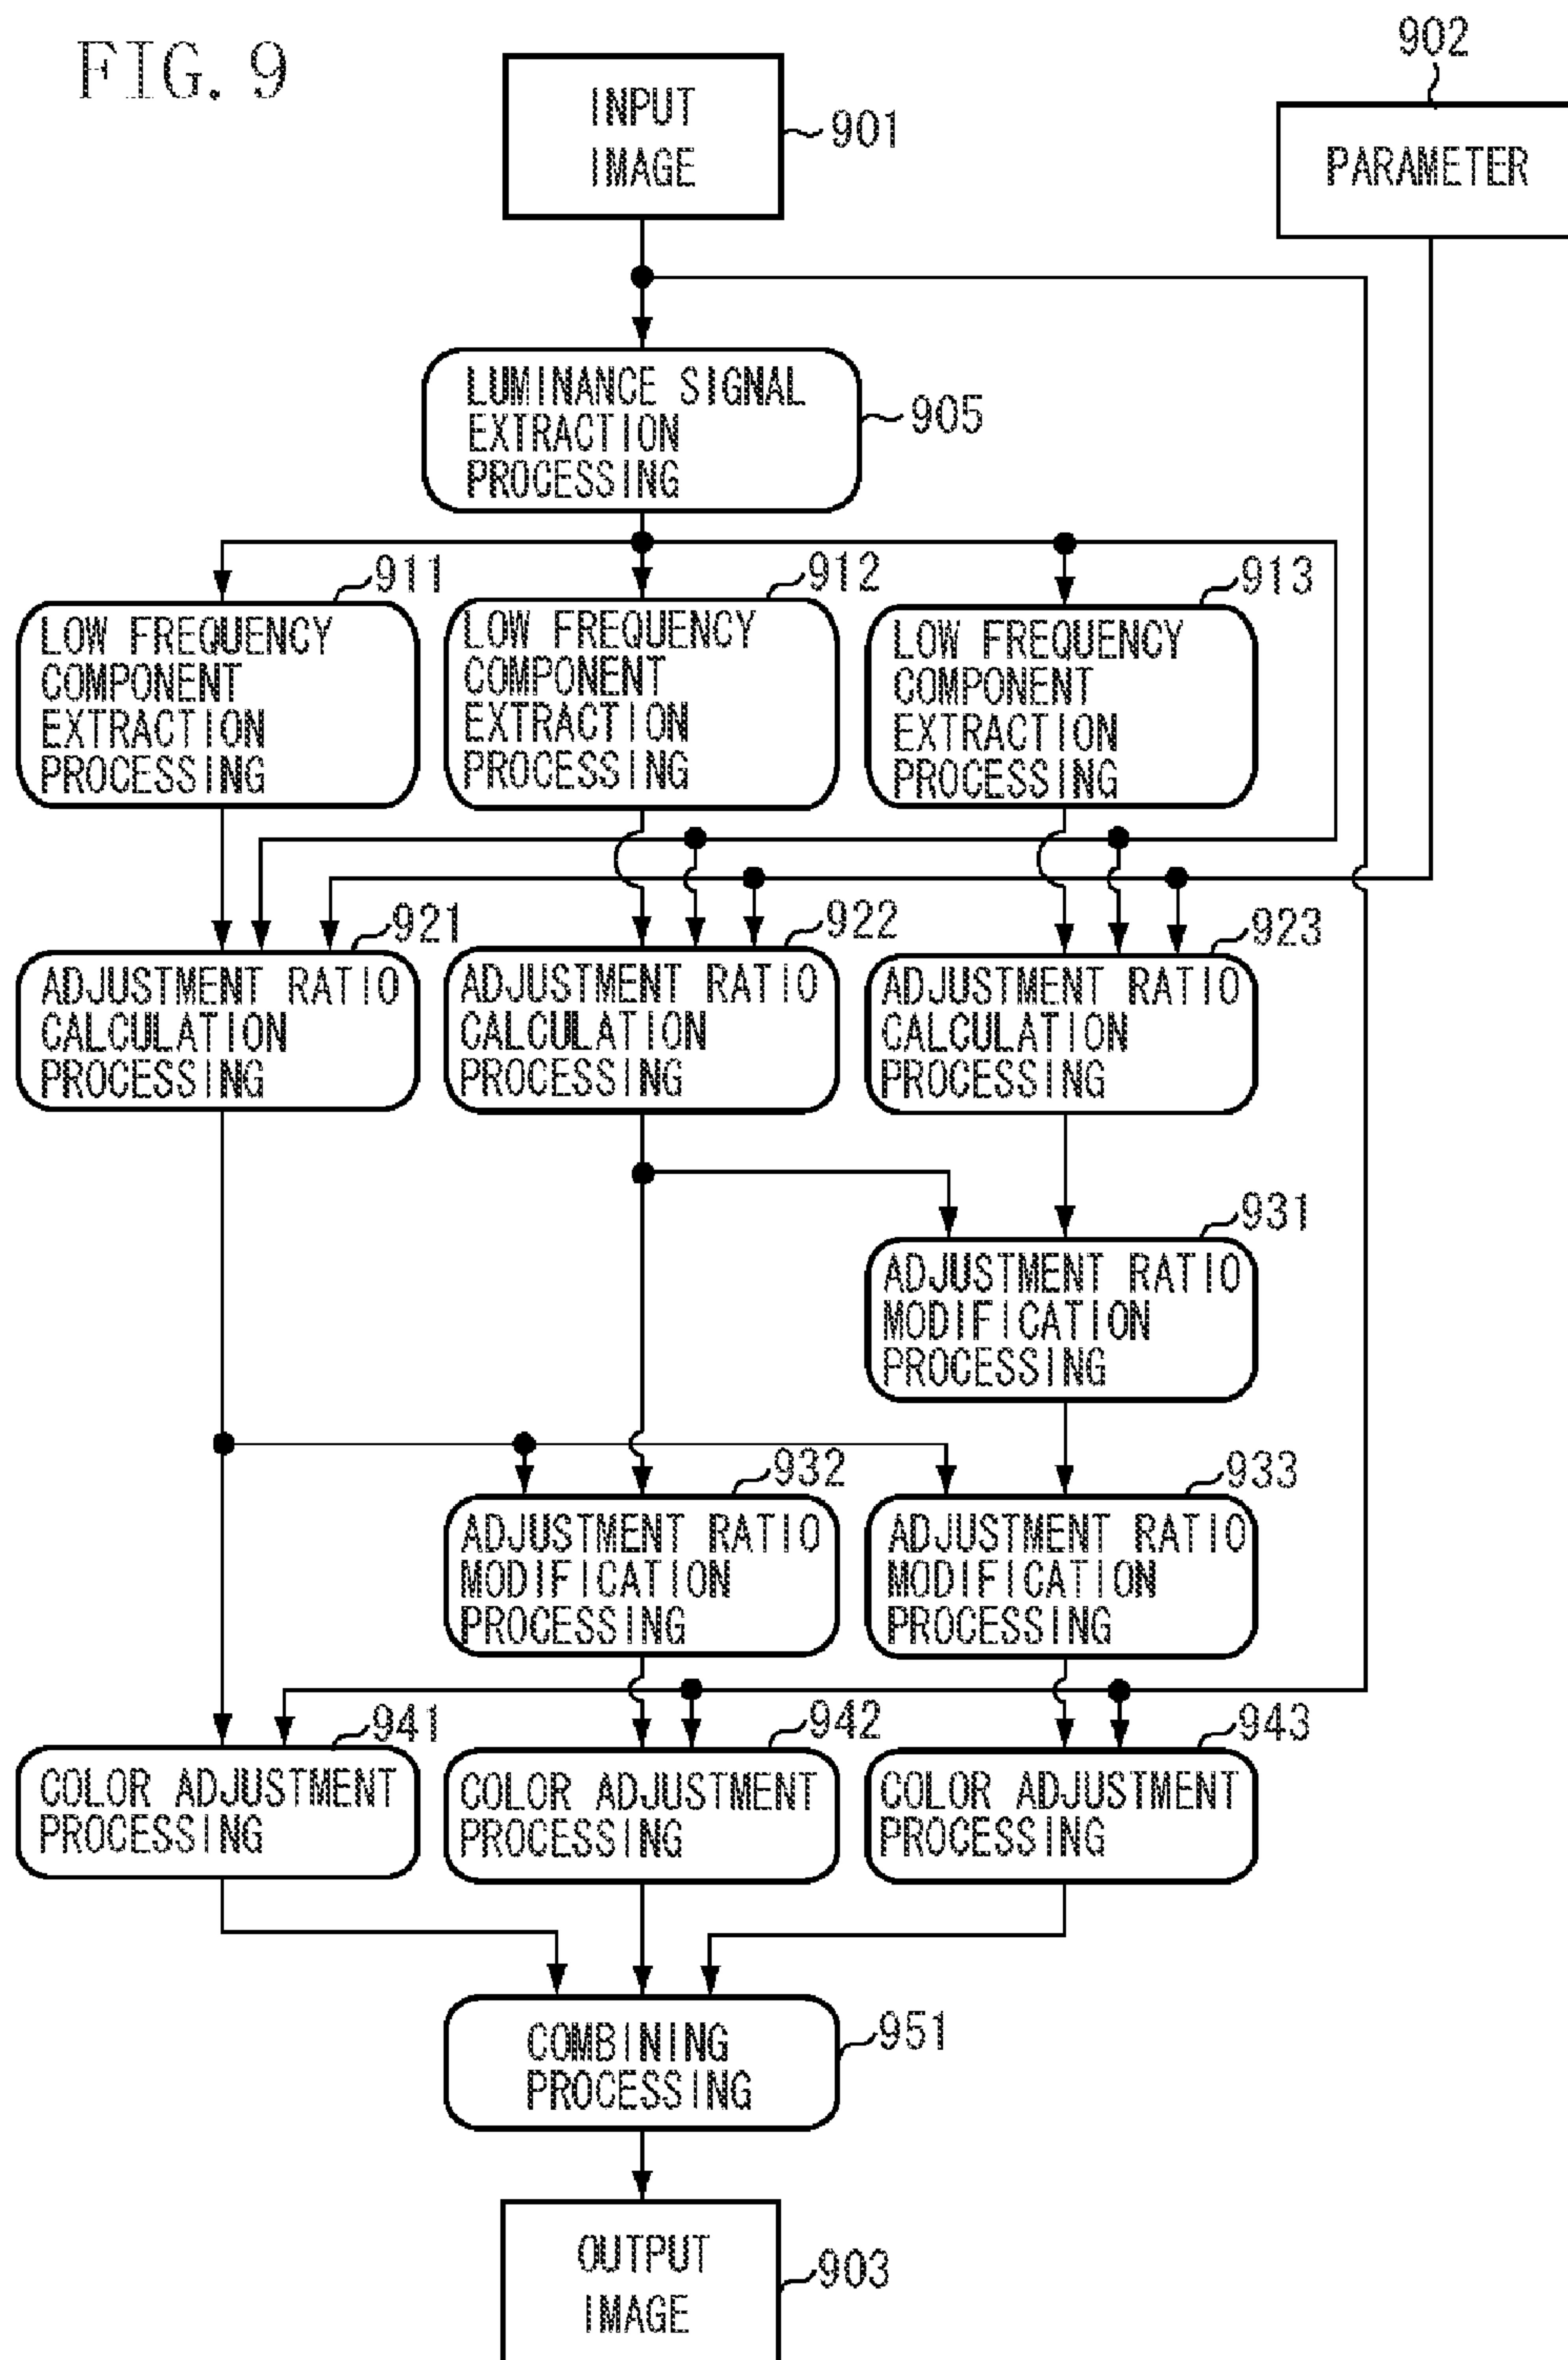 FIG. 9
902
INPUT
IMAGE
901
PARAMETER
LUMINANCE SIGNAL
EXTRACTION
PROCESSING
905
911
912
913
LOW FREQUENCY
COMPONENT
EXTRACTION
PROCESSING
LOW FREQUENCY
COMPONENT
EXTRACTION
PROCESSING
LOW FREQUENCY
COMPONENT
EXTRACTION
PROCESSING
921
922
923
ADJUSTMENT RATIO
CALCULATION
PROCESSING
ADJUSTMENT RATIO
CALCULATION
PROCESSING
ADJUSTMENT RATIO
CALCULATION
PROCESSING
931
ADJUSTMENT RATIO
MODIFICATION
PROCESSING
932
933
ADJUSTMENT RATIO
MODIFICATION
PROCESSING
ADJUSTMENT RATIO
MODIFICATION
PROCESSING
941
942
943
COLOR ADJUSTMENT
PROCESSING
COLOR ADJUSTMENT
PROCESSING
COLOR ADJUSTMENT
PROCESSING
951
COMBINING
PROCESSING
OUTPUT
IMAGE
903